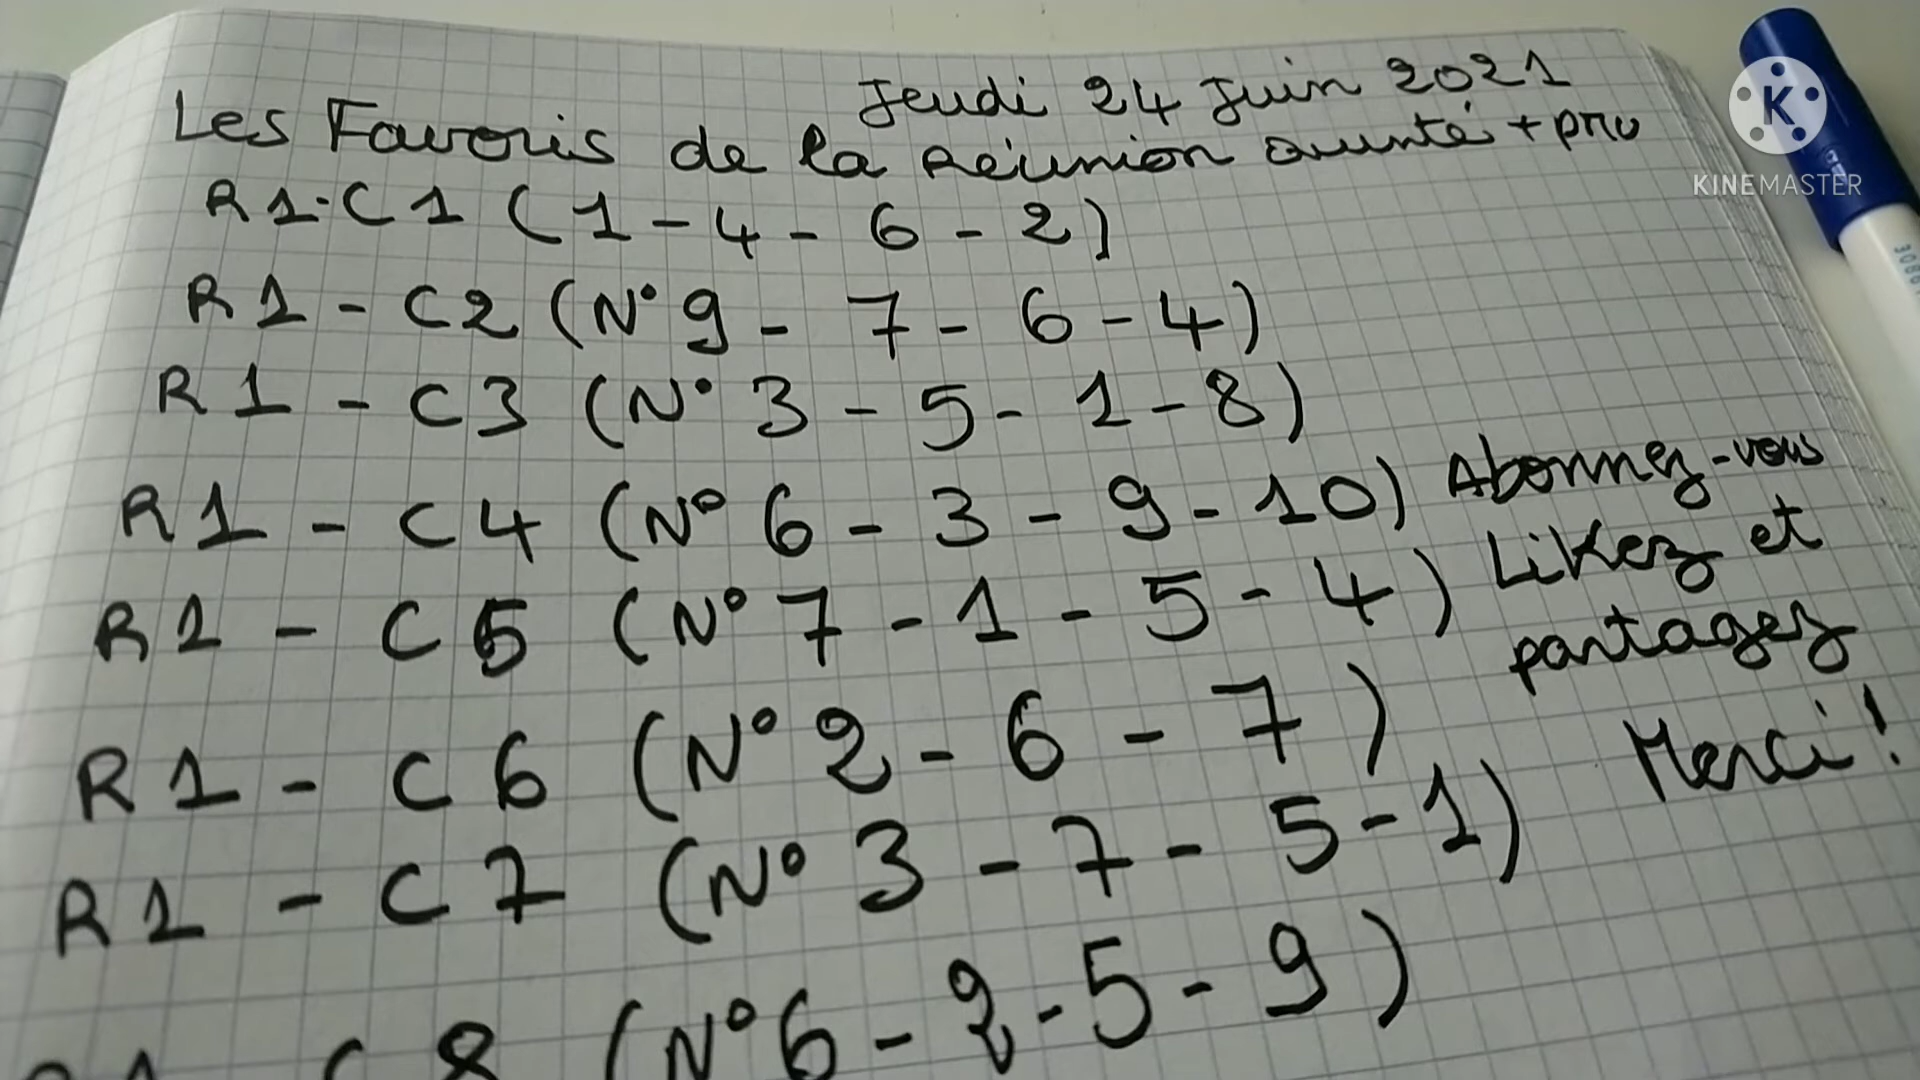 Jeudi 24 Juin 2021
Les Favoris de la Réunion + pmu
R1-C1 (1-4-6-2)
R1-C2 (N°9-7-6-4)
R1-C3 (N°3-5-1-8)
R1-C4 (N°6-3-9-10)
R1-C5 (N°7-1-5-4)
R1-C6 (N°2-6-7)
R1-C7 (N°3-7-5-1)
R1 C8 (N°6-2-5-9)
Abonnez-vous
Likez et
partagez
Merci!
K
KINEMASTER